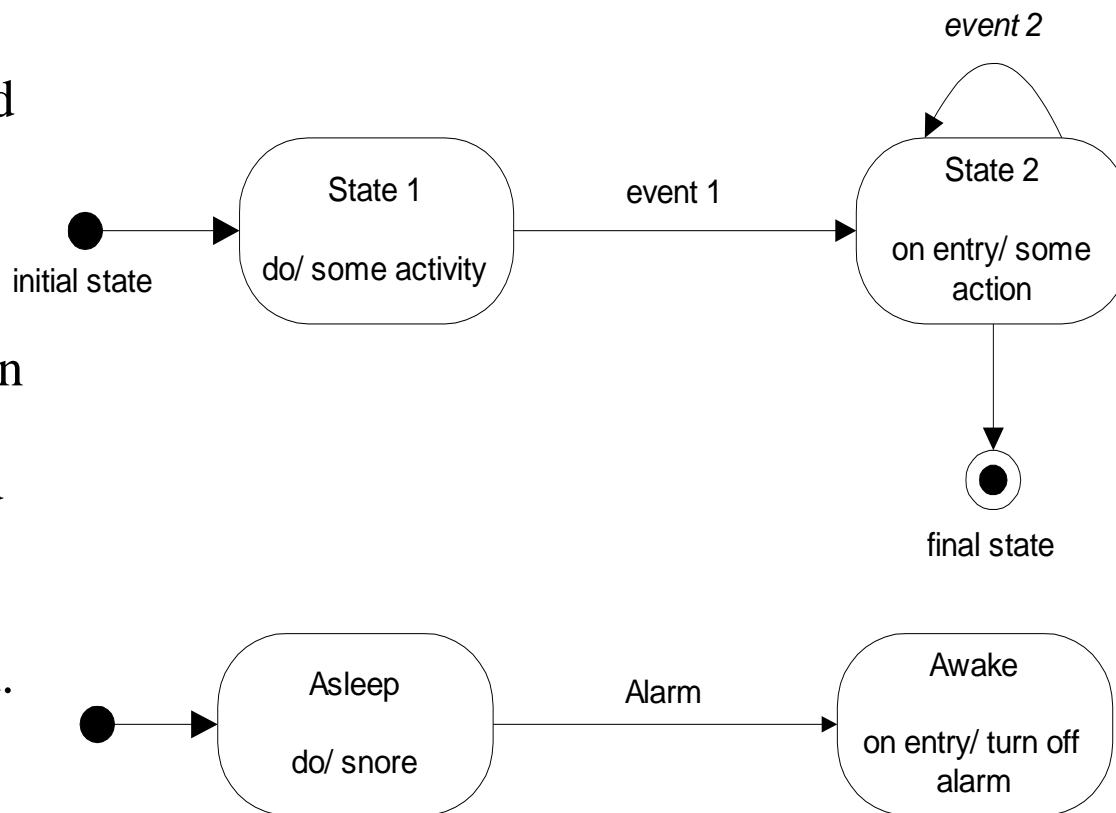 event 2
d
State 1
do/ some activity
event 1
State 2
on entry/ some
action
initial state
n
final state
Asleep
do/ snore
Alarm
Awake
on entry/ turn off
alarm
.